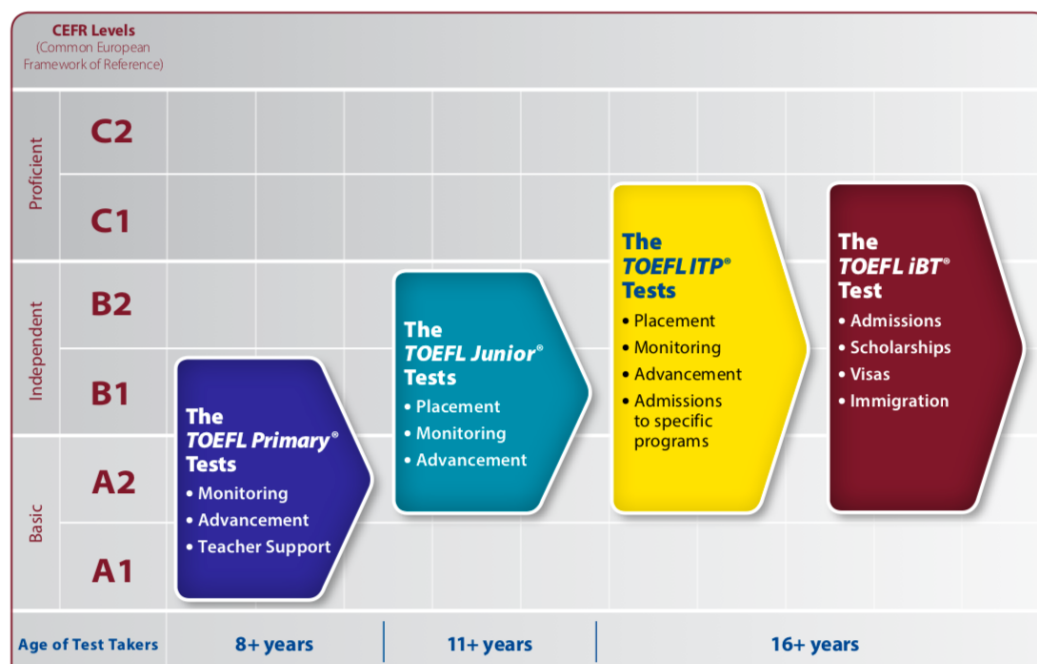 CEFR Levels
(Common European
Framework of Reference)
Proficient
C2
C1
Independent
B2
B1
Basic
A2
A1
The
TOEFL Primary®
Tests
• Monitoring
• Advancement
• Teacher Support
The
TOEFL Junior®
Tests
• Placement
• Monitoring
• Advancement
The
TOEFL ITP®
Tests
• Placement
• Monitoring
• Advancement
• Admissions
to specific
programs
The
TOEFL iBT®
Test
• Admissions
• Scholarships
• Visas
• Immigration
Age of Test Takers
8+ years
11+ years
16+ years